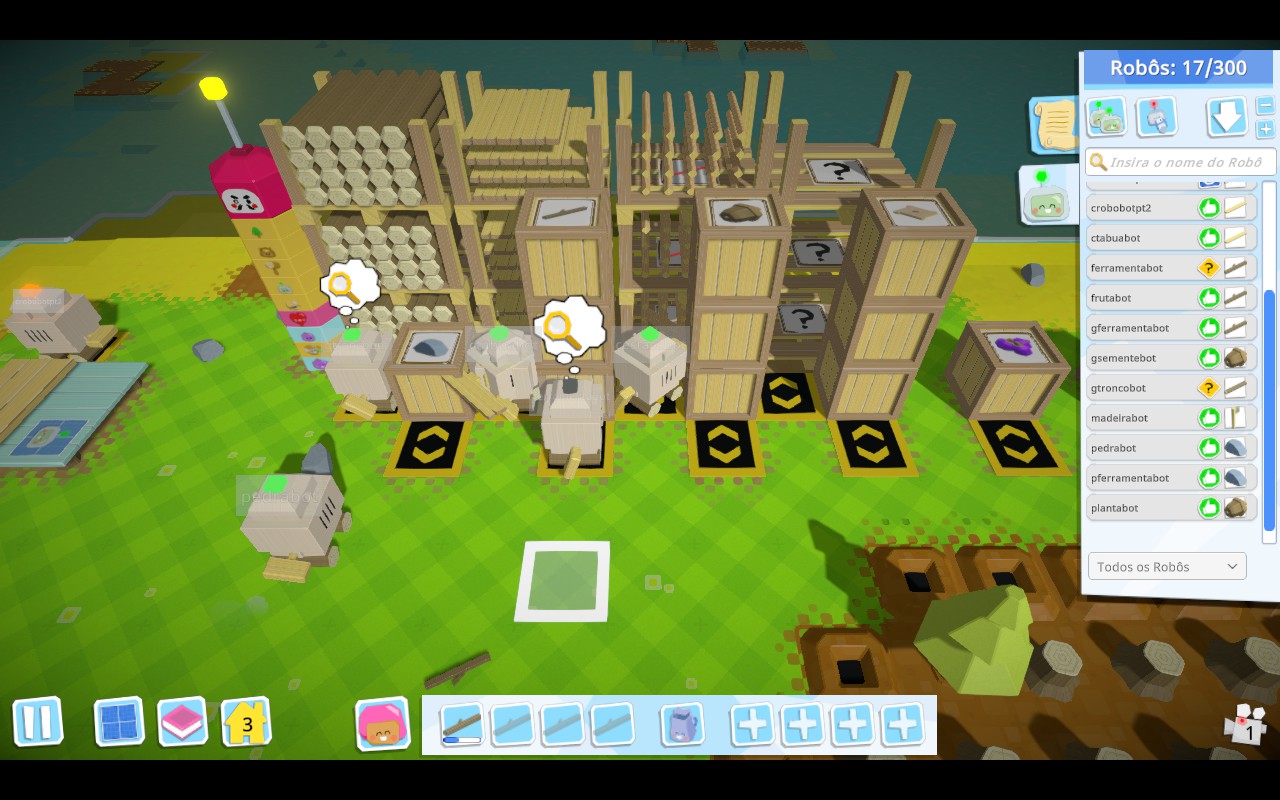 Robôs: 17/300
Insira o nome do Robô
crobobotpt2
ctabuabot
ferramentabot
frutabot
gferramentabot
gsementebot
gtroncobot
madeirabot
pedrabot
pferramentabot
plantabot
Todos os Robôs
pedrabot
3
1